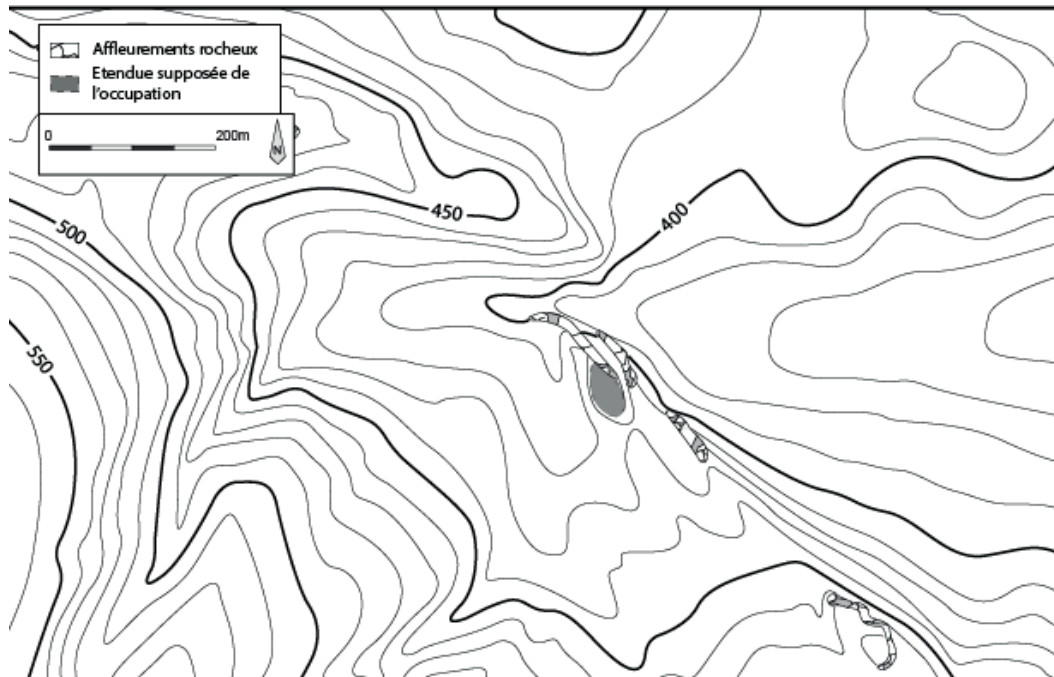 Affleurements rocheux
Etendue supposée de
l'occupation
0 200m
N
450
400
500
550